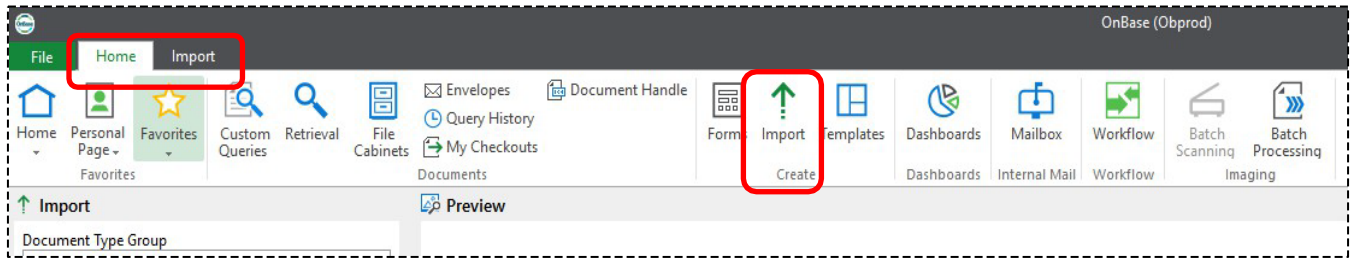 OnBase
OnBase (Obprod)
File Home Import
Home
Personal Page
Favorites
Favorites
Custom Queries
Retrieval
File Cabinets
Envelopes
Query History
My Checkouts
Document Handle
Documents
Forms
Import
Templates
Create
Dashboards
Dashboards
Mailbox
Internal Mail
Workflow
Workflow
Batch Scanning
Batch Processing
Imaging
Import
Preview
Document Type Group